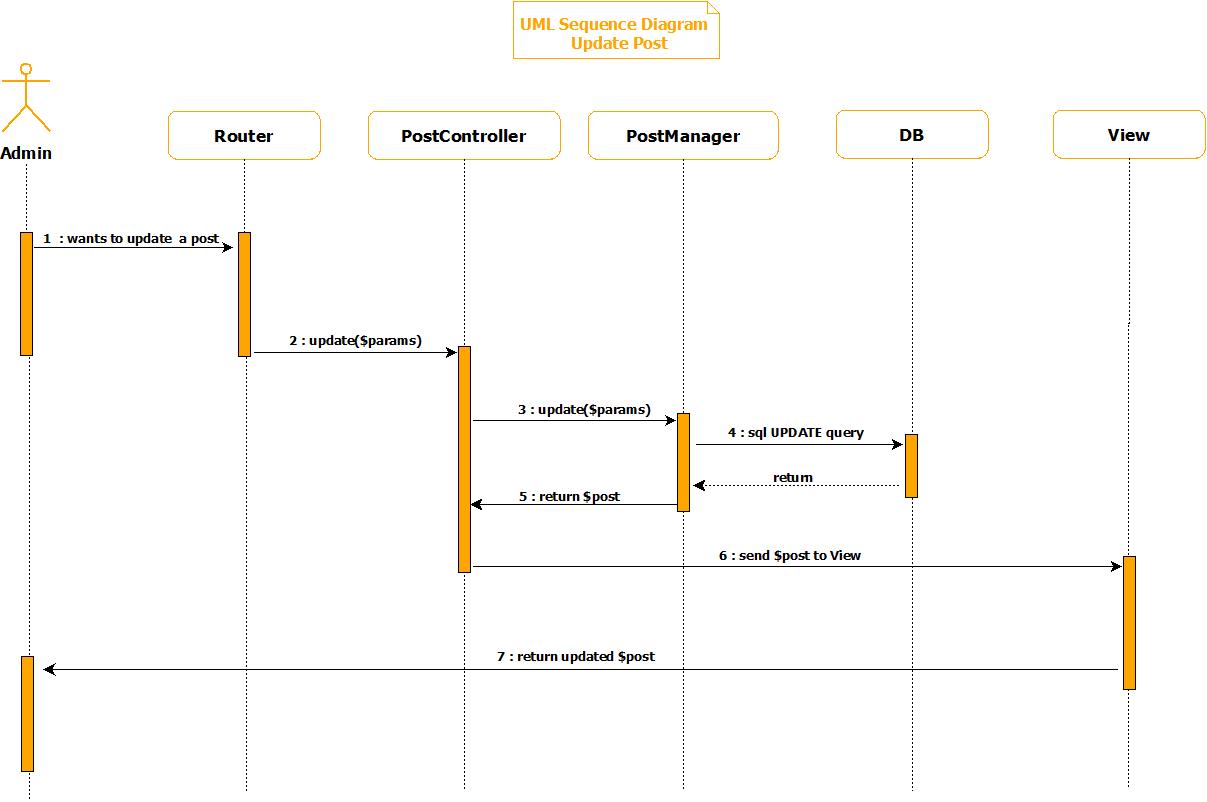 UML Sequence Diagram
Update Post
Admin
Router
PostController
PostManager
DB
View
1 : wants to update a post
2 : update($params)
3 : update($params)
4 : sql UPDATE query
return
5 : return $post
6 : send $post to View
7 : return updated $post